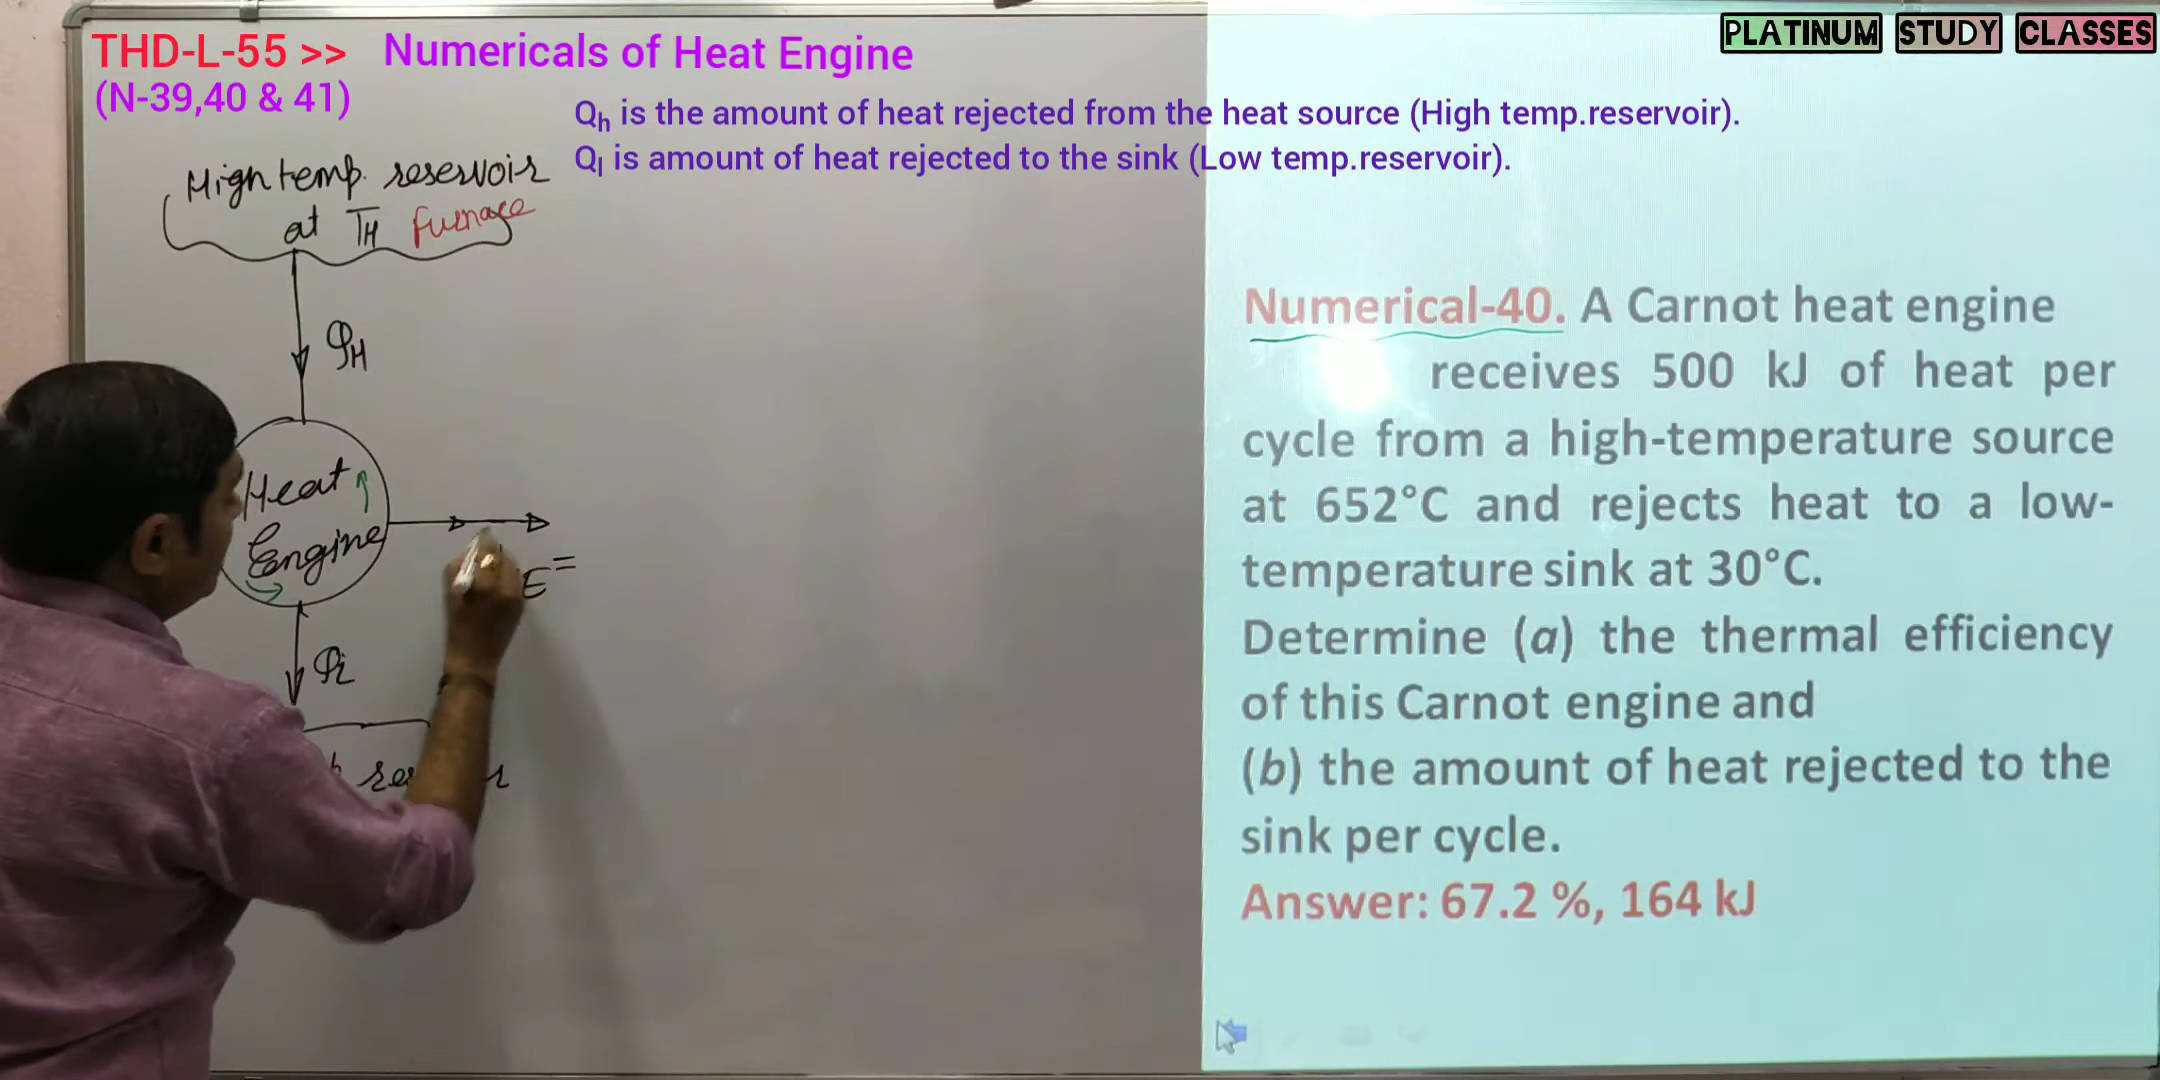 THD-L-55 >> Numericals of Heat Engine
(N-39,40 & 41)
PLATINUM STUDY CLASSES
Qh is the amount of heat rejected from the heat source (High temp.reservoir).
Ql is amount of heat rejected to the sink (Low temp.reservoir).
High temp. reservoir
at TH furnace
QH
Heat
Engine
E =
QL
Numerical-40. A Carnot heat engine
receives 500 kJ of heat per
cycle from a high-temperature source
at 652°C and rejects heat to a low-
temperature sink at 30°C.
Determine (a) the thermal efficiency
of this Carnot engine and
(b) the amount of heat rejected to the
sink per cycle.
Answer: 67.2 %, 164 kJ